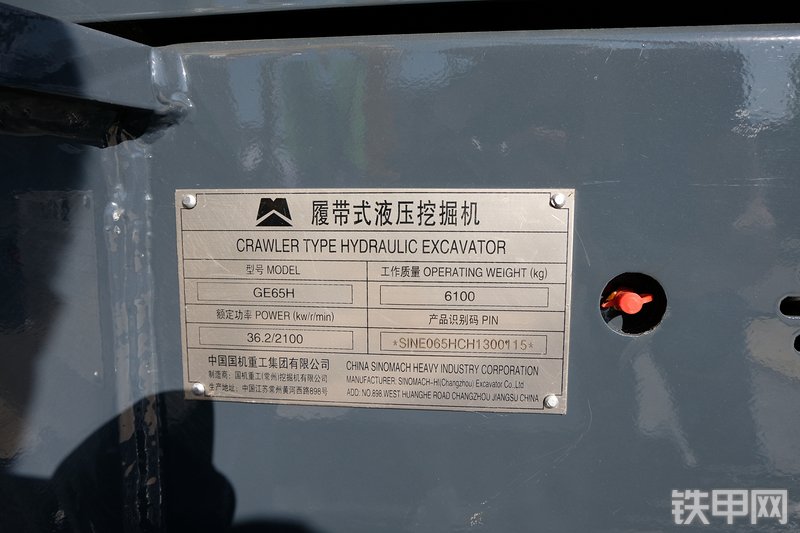 履带式液压挖掘机
CRAWLER TYPE HYDRAULIC EXCAVATOR
型号 MODEL
工作质量 OPERATING WEIGHT (kg)
GE65H
6100
额定功率 POWER (kw/r/min)
产品识别码 PIN
36.2/2100
*SINE065HCH1300115*
中国国机重工集团有限公司
CHINA SINOMACH HEAVY INDUSTRY CORPORATION
制造商：国机重工(常州)挖掘机有限公司
MANUFACTURER: SINOMACH-HI(Changzhou) Excavator Co.,Ltd
生产地址：中国江苏常州黄河西路898号
ADD: NO.898.WEST HUANGHE ROAD CHANGZHOU JIANGSU CHINA
铁甲网